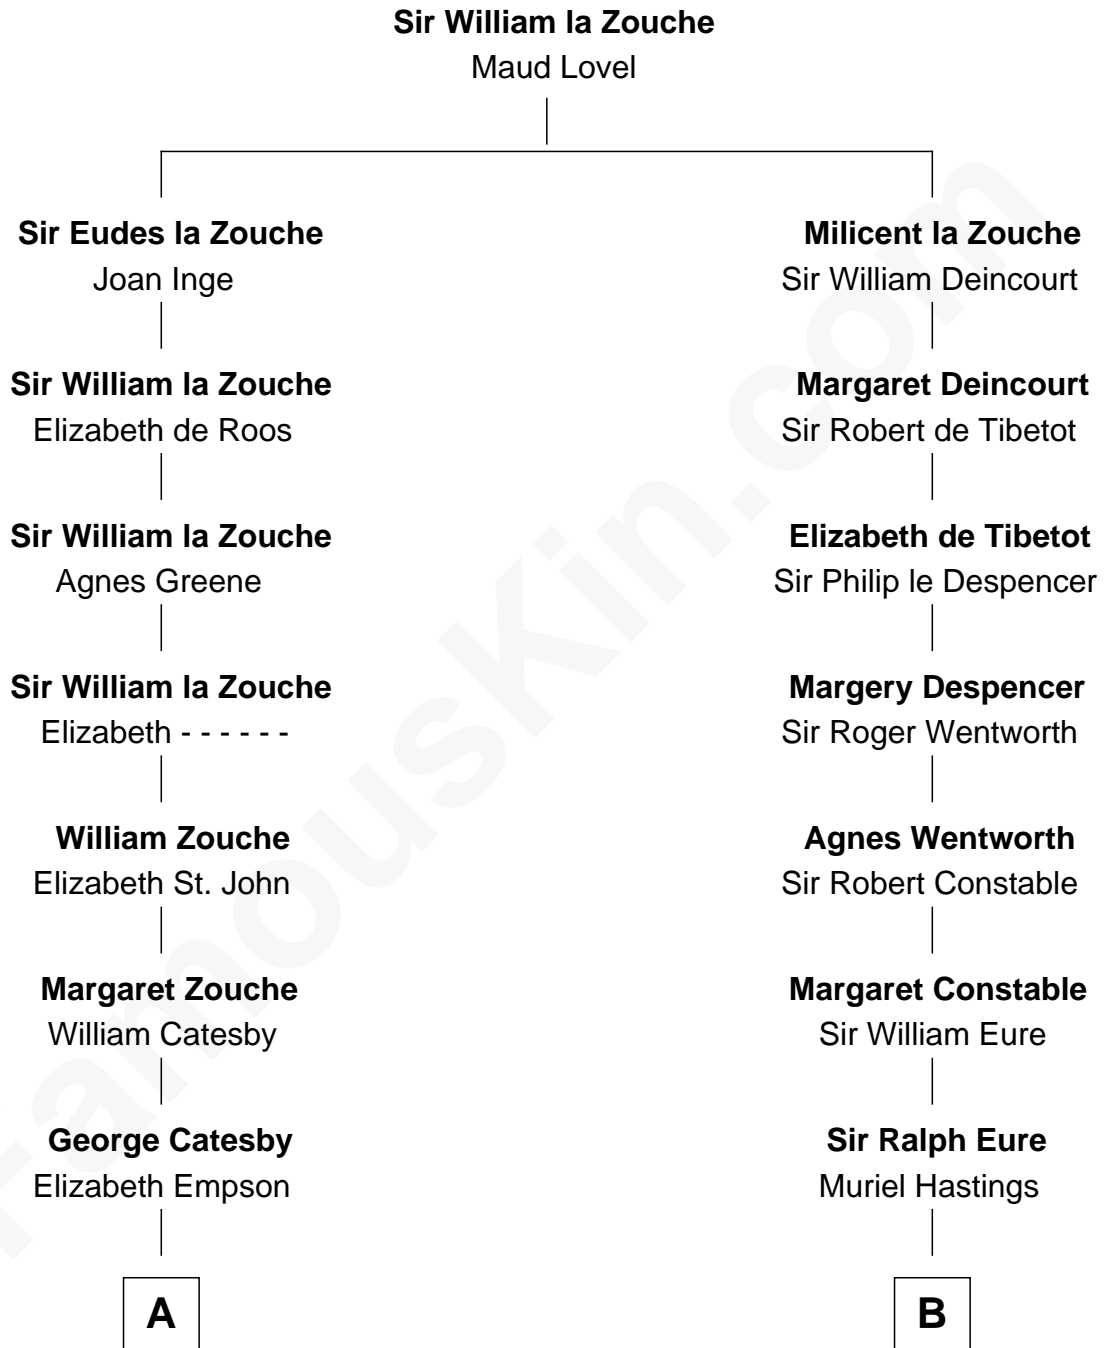 Sir William la Zouche
Maud Lovel
Sir Eudes la Zouche
Joan Inge
Sir William la Zouche
Elizabeth de Roos
Sir William la Zouche
Agnes Greene
Sir William la Zouche
Elizabeth - - - - - -
William Zouche
Elizabeth St. John
Margaret Zouche
William Catesby
George Catesby
Elizabeth Empson
A
Milicent la Zouche
Sir William Deincourt
Margaret Deincourt
Sir Robert de Tibetot
Elizabeth de Tibetot
Sir Philip le Despencer
Margery Despencer
Sir Roger Wentworth
Agnes Wentworth
Sir Robert Constable
Margaret Constable
Sir William Eure
Sir Ralph Eure
Muriel Hastings
B
FamousKin.com